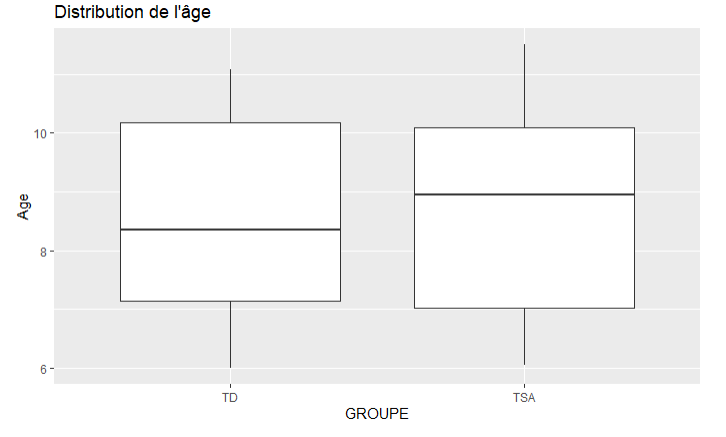 Distribution de l'âge
10
8
6
Age
TD
TSA
GROUPE